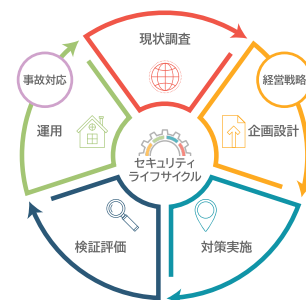 現状調査
事故対応
経営戦略
運用
企画設計
セキュリティ
ライフサイクル
検証評価
対策実施